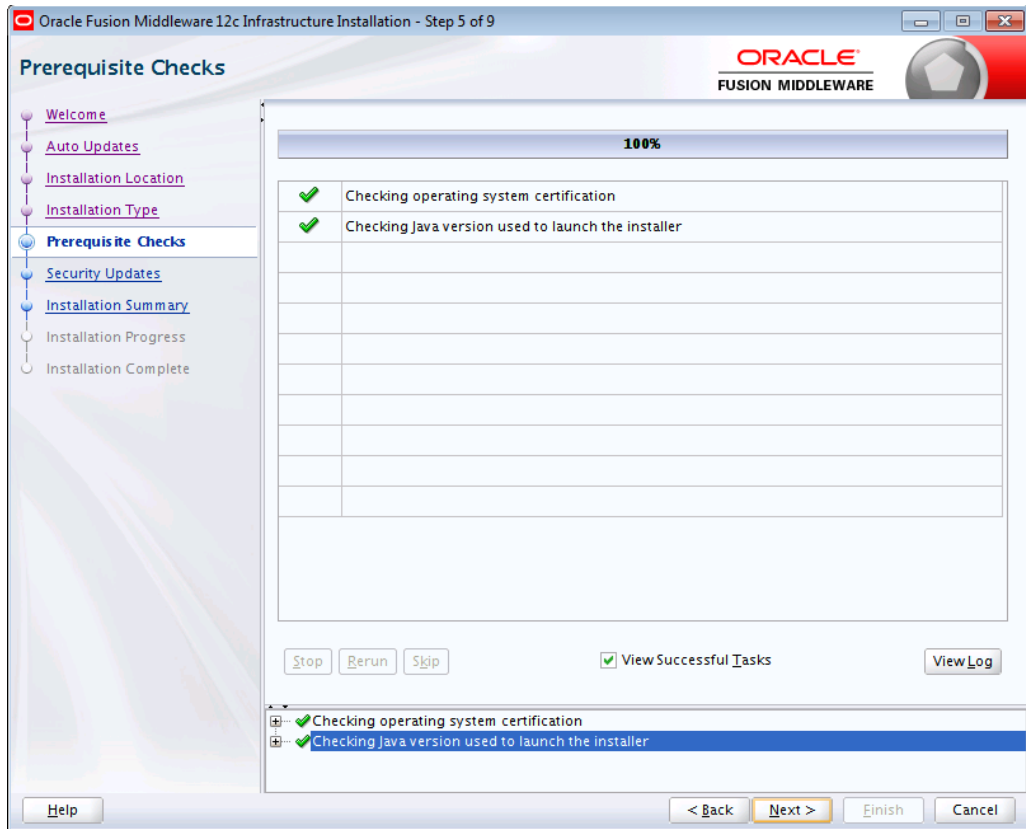 Oracle Fusion Middleware 12c Infrastructure Installation - Step 5 of 9
Prerequisite Checks
ORACLE®
FUSION MIDDLEWARE
Welcome
Auto Updates
Installation Location
Installation Type
Prerequisite Checks
Security Updates
Installation Summary
Installation Progress
Installation Complete
100%
Checking operating system certification
Checking Java version used to launch the installer
Stop Rerun Skip View Successful Tasks View Log
Checking operating system certification
Checking Java version used to launch the installer
Help < Back Next > Finish Cancel